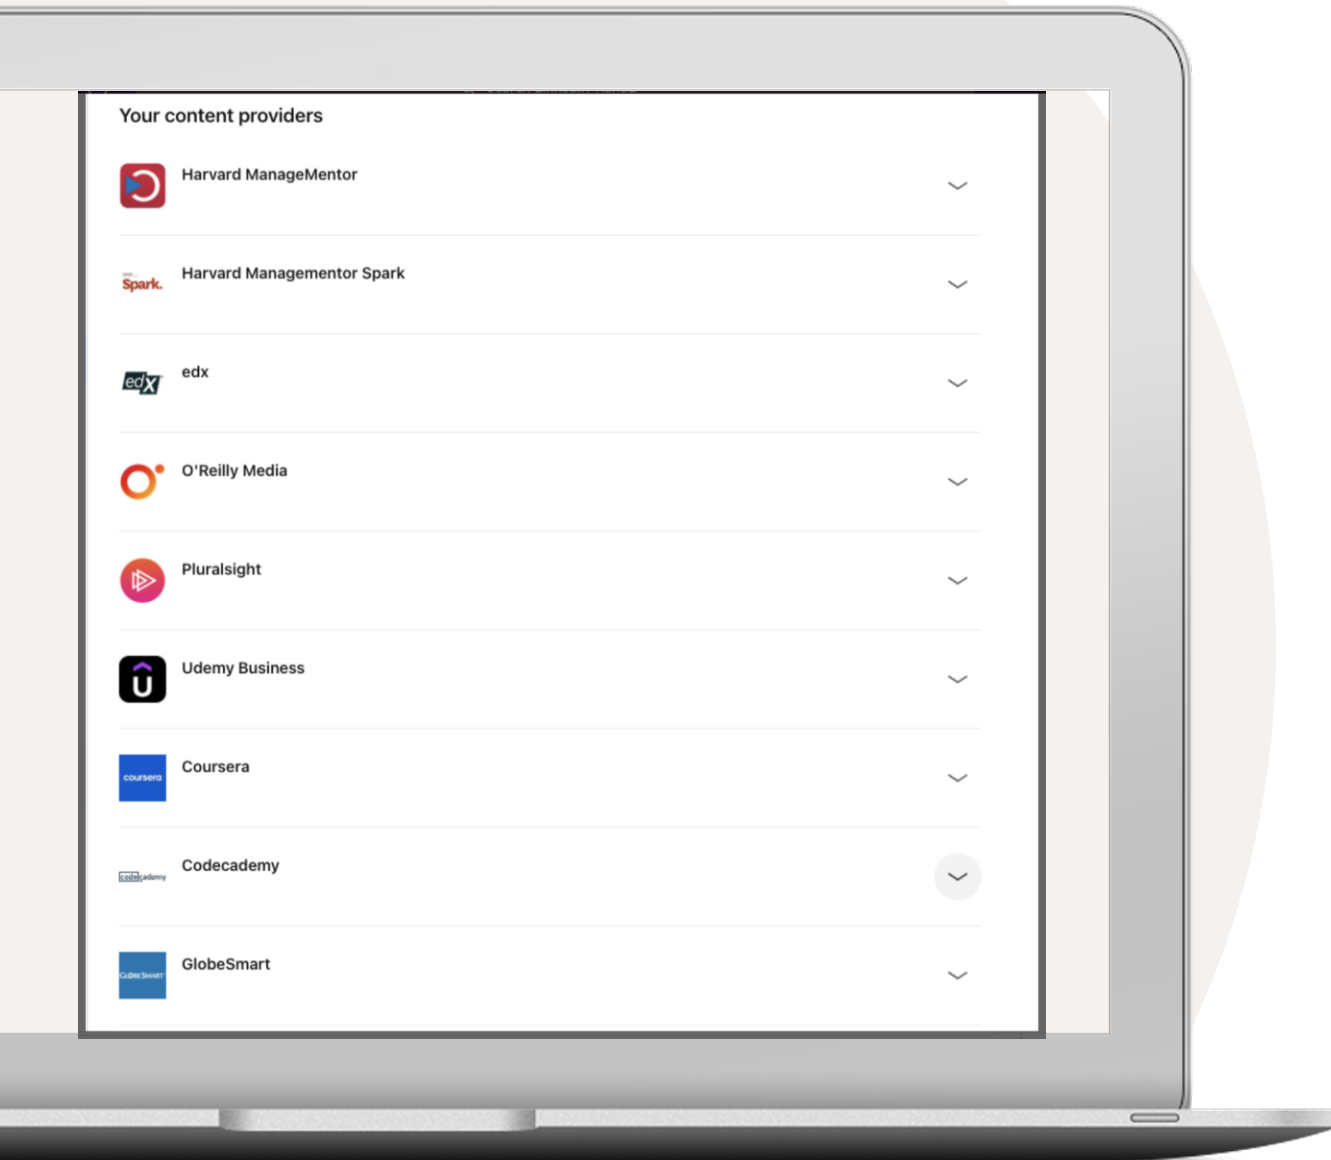 Your content providers
Harvard ManageMentor
Spark.
Harvard Managementor Spark
edX
edx
O'Reilly Media
Pluralsight
Udemy Business
coursera
Coursera
codecademy
Codecademy
GLOBESMART
GlobeSmart